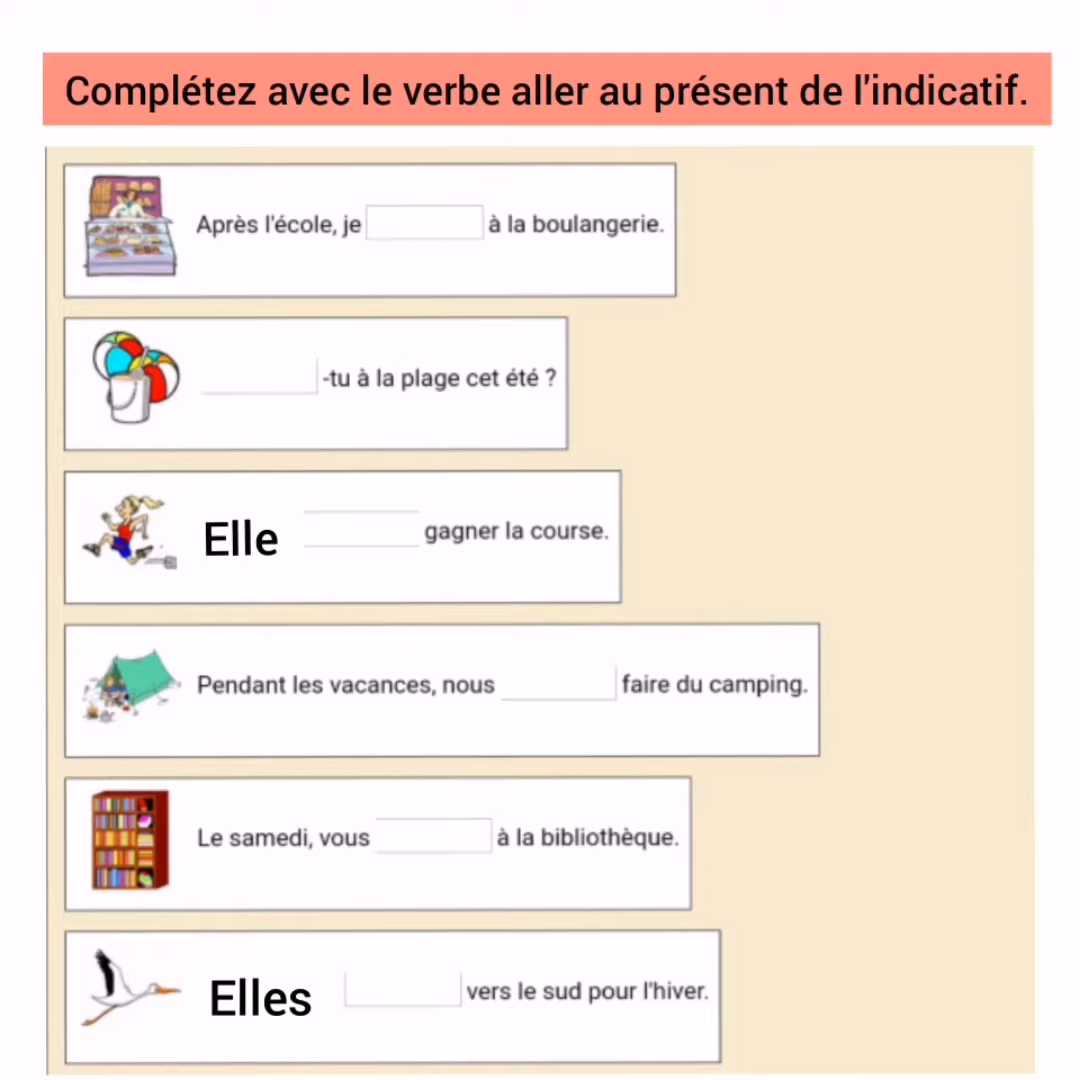 Complétez avec le verbe aller au présent de l'indicatif.
Après l'école, je à la boulangerie.
-tu à la plage cet été ?
Elle gagner la course.
Pendant les vacances, nous faire du camping.
Le samedi, vous à la bibliothèque.
Elles vers le sud pour l'hiver.